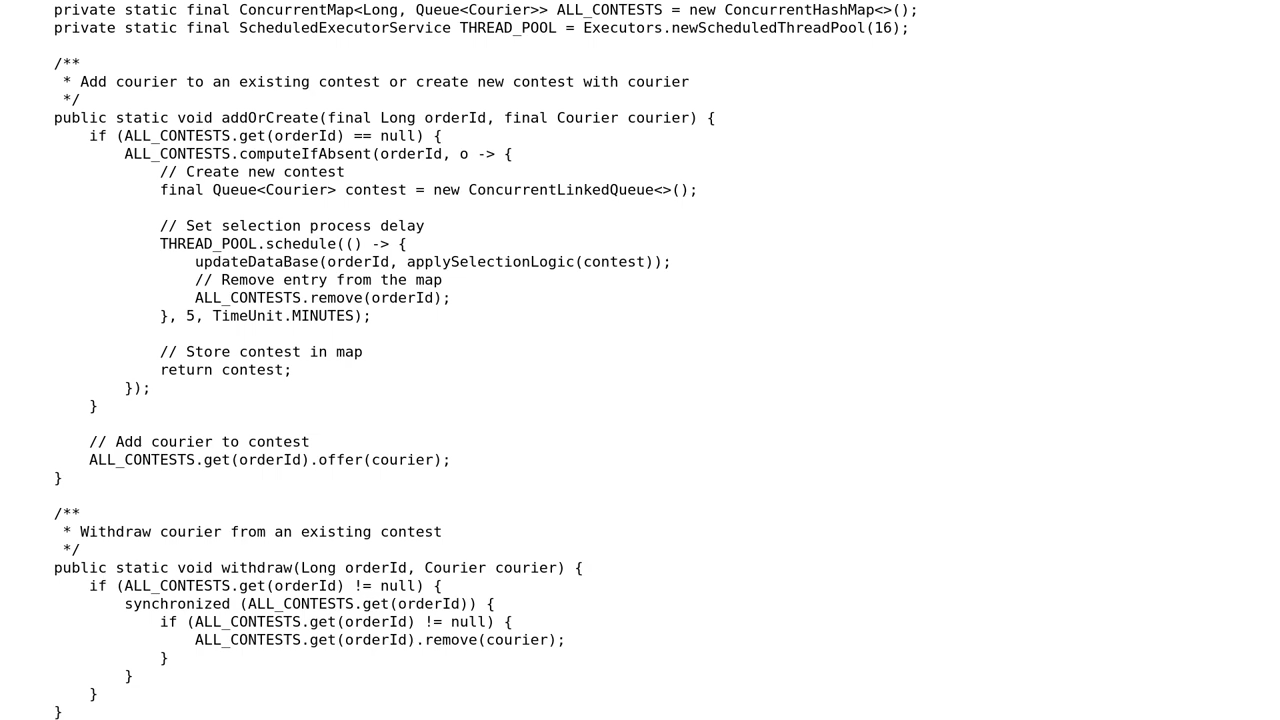 private static final ConcurrentMap<Long, Queue<Courier>> ALL_CONTESTS = new ConcurrentHashMap<>();
private static final ScheduledExecutorService THREAD_POOL = Executors.newScheduledThreadPool(16);

/**
 * Add courier to an existing contest or create new contest with courier
 */
public static void addOrCreate(final Long orderId, final Courier courier) {
    if (ALL_CONTESTS.get(orderId) == null) {
        ALL_CONTESTS.computeIfAbsent(orderId, o -> {
            // Create new contest
            final Queue<Courier> contest = new ConcurrentLinkedQueue<>();

            // Set selection process delay
            THREAD_POOL.schedule(() -> {
                updateDataBase(orderId, applySelectionLogic(contest));
                // Remove entry from the map
                ALL_CONTESTS.remove(orderId);
            }, 5, TimeUnit.MINUTES);

            // Store contest in map
            return contest;
        });
    }

    // Add courier to contest
    ALL_CONTESTS.get(orderId).offer(courier);
}

/**
 * Withdraw courier from an existing contest
 */
public static void withdraw(Long orderId, Courier courier) {
    if (ALL_CONTESTS.get(orderId) != null) {
        synchronized (ALL_CONTESTS.get(orderId)) {
            if (ALL_CONTESTS.get(orderId) != null) {
                ALL_CONTESTS.get(orderId).remove(courier);
            }
        }
    }
}